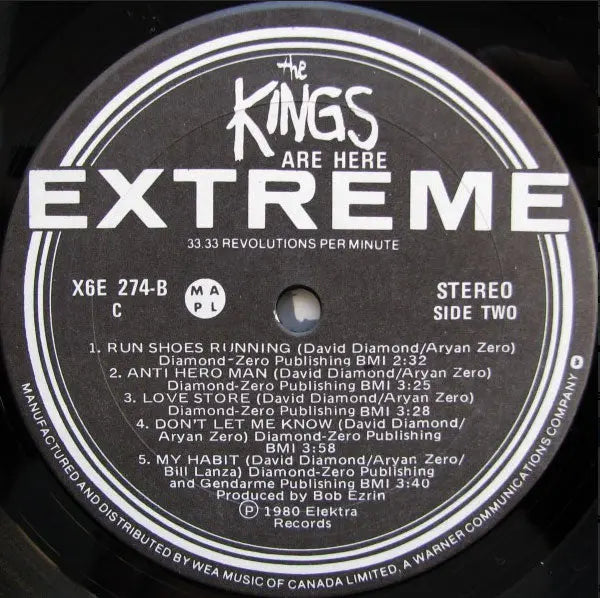 the
KINGS
ARE HERE
EXTREME
33.33 REVOLUTIONS PER MINUTE
X6E 274-B
C
M A
P L
STEREO
SIDE TWO
1. RUN SHOES RUNNING (David Diamond/Aryan Zero)
Diamond-Zero Publishing BMI 2:32
2. ANTI HERO MAN (David Diamond/Aryan Zero)
Diamond-Zero Publishing BMI 3:25
3. LOVE STORE (David Diamond/Aryan Zero)
Diamond-Zero Publishing BMI 3:28
4. DON'T LET ME KNOW (David Diamond/
Aryan Zero) Diamond-Zero Publishing
BMI 3:58
5. MY HABIT (David Diamond/Aryan Zero/
Bill Lanza) Diamond-Zero Publishing
and Gendarme Publishing BMI 3:40
Produced by Bob Ezrin
Ⓟ 1980 Elektra
Records
MANUFACTURED AND DISTRIBUTED BY WEA MUSIC OF CANADA LIMITED, A WARNER COMMUNICATIONS COMPANY